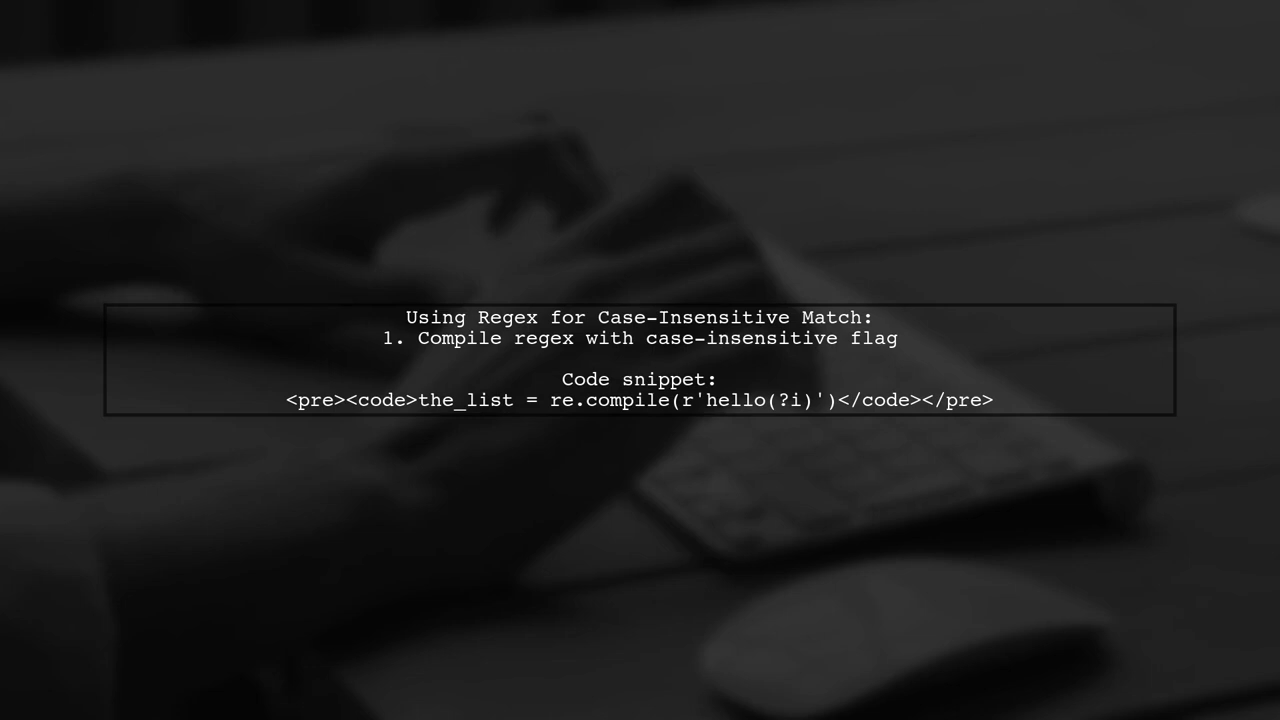 Using Regex for Case-Insensitive Match:
1. Compile regex with case-insensitive flag
Code snippet:
<pre><code>the_list = re.compile(r'hello(?i)')</code></pre>